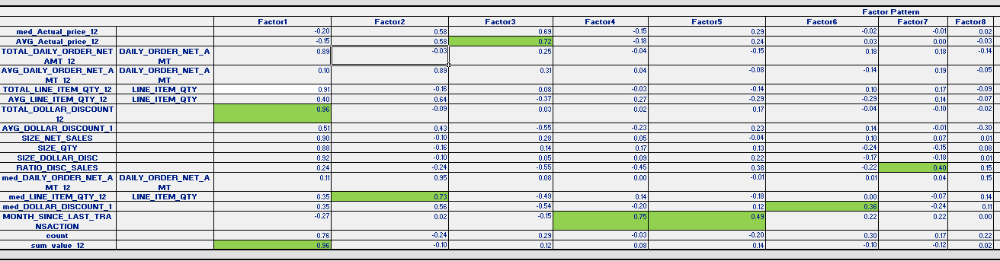 Factor Pattern
Factor1 Factor2 Factor3 Factor4 Factor5 Factor6 Factor7 Factor8
med_Actual_price_12 -0.20 0.58 0.69 -0.15 0.29 -0.02 -0.01 0.02
AVG_Actual_price_12 -0.15 0.58 0.72 -0.18 0.24 0.03 0.00 -0.03
TOTAL_DAILY_ORDER_NET DAILY_ORDER_NET_A 0.89 -0.03 0.25 -0.04 -0.15 0.18 0.18 -0.14
AMT_12 MT
AVG_DAILY_ORDER_NET_A DAILY_ORDER_NET_A 0.10 0.89 0.31 0.04 -0.08 -0.14 0.19 -0.05
MT_12 MT
TOTAL_LINE_ITEM_QTY_12 LINE_ITEM_QTY 0.91 -0.16 0.08 -0.03 -0.14 0.10 0.17 -0.09
AVG_LINE_ITEM_QTY_12 LINE_ITEM_QTY 0.40 0.64 -0.37 0.27 -0.29 -0.29 0.14 -0.07
TOTAL_DOLLAR_DISCOUNT 0.96 -0.09 0.03 0.02 0.17 -0.04 -0.10 -0.02
12
AVG_DOLLAR_DISCOUNT_1 0.51 0.43 -0.55 -0.23 0.23 0.14 -0.01 -0.30
SIZE_NET_SALES 0.90 -0.10 0.28 0.05 -0.04 0.10 0.07 0.01
SIZE_QTY 0.88 -0.16 0.14 0.17 0.13 -0.24 -0.15 0.08
SIZE_DOLLAR_DISC 0.92 -0.10 0.05 0.09 0.22 -0.17 -0.18 0.01
RATIO_DISC_SALES 0.24 -0.24 -0.55 -0.45 0.38 -0.22 0.40 0.15
med_DAILY_ORDER_NET_A DAILY_ORDER_NET_A 0.11 0.95 0.08 0.00 -0.01 0.01 0.04 0.15
MT_12 MT
med_LINE_ITEM_QTY_12 LINE_ITEM_QTY 0.35 0.73 -0.49 0.14 -0.18 0.00 -0.07 0.14
med_DOLLAR_DISCOUNT_1 0.35 0.56 -0.54 -0.20 0.12 0.36 -0.24 0.11
MONTH_SINCE_LAST_TRA -0.27 0.02 -0.15 0.75 0.49 0.22 0.22 0.00
NSACTION
count 0.76 -0.24 0.29 -0.03 -0.20 0.30 0.17 0.22
sum_value_12 0.96 -0.10 0.12 0.08 0.14 -0.10 -0.12 0.02